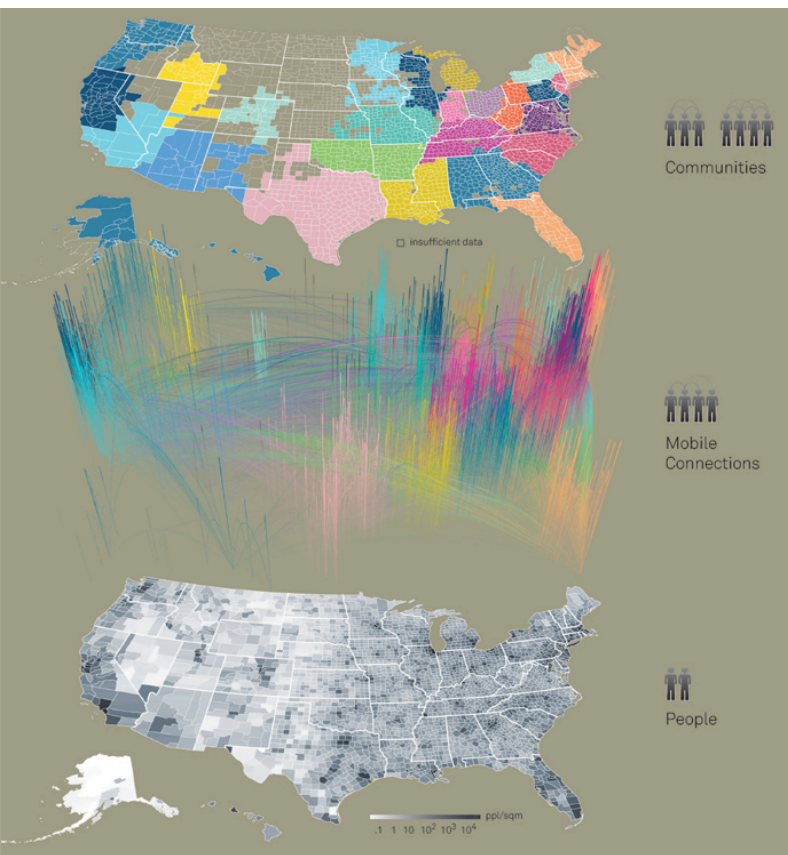 Communities
insufficient data
Mobile
Connections
People
ppl/sqm
.1 1 10 10² 10³ 10⁴